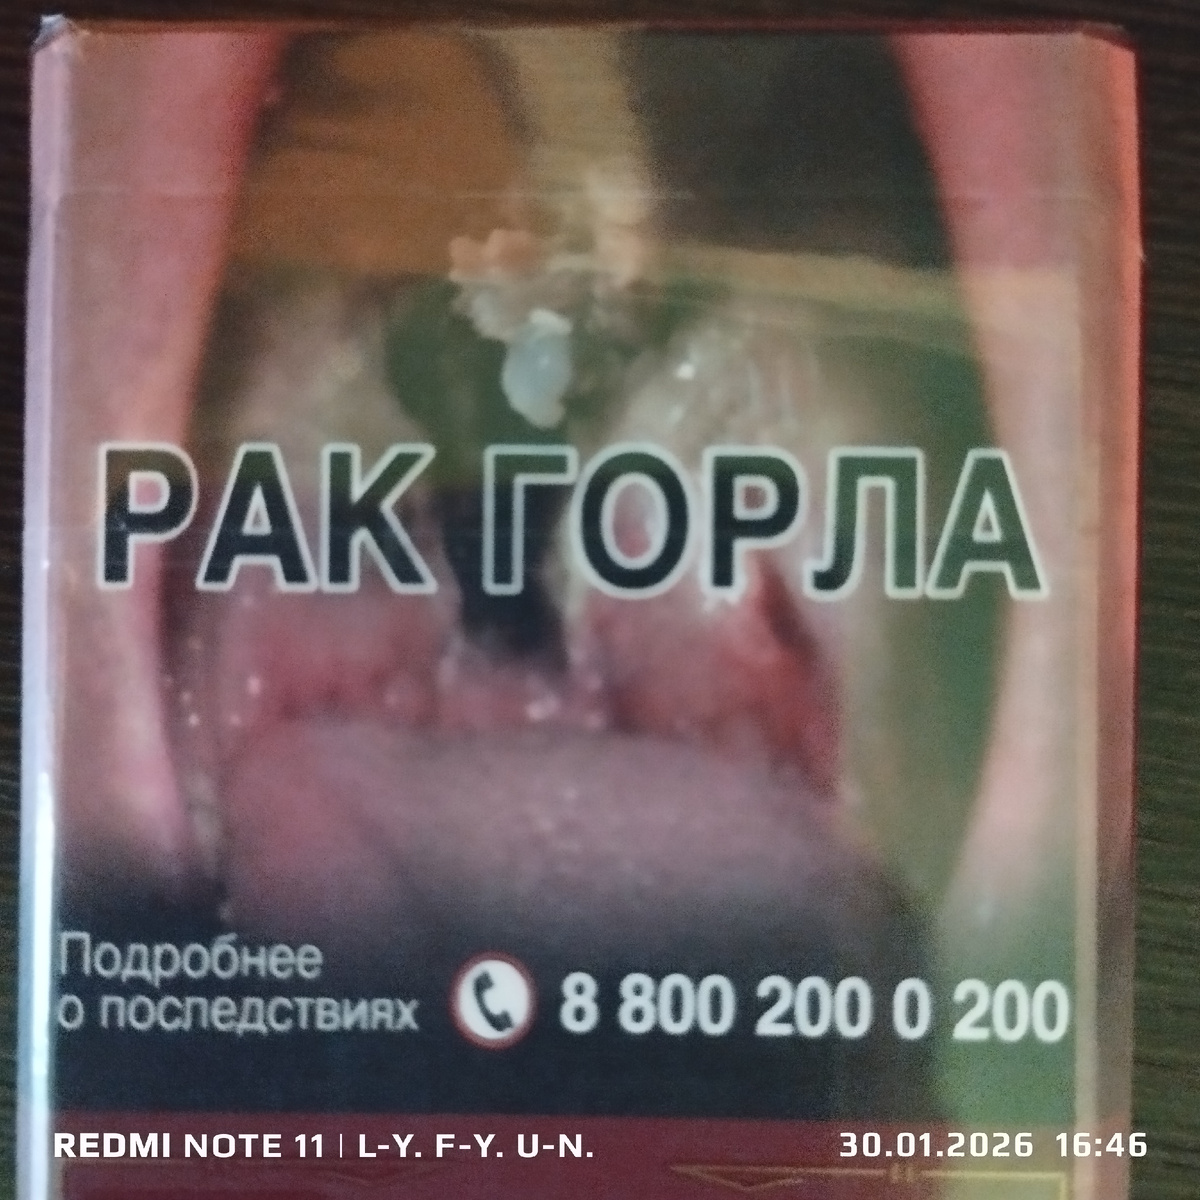 РАК ГОРЛА
Подробнее
о последствиях
8 800 200 0 200
REDMI NOTE 11 | L-Y. F-Y. U-N.
30.01.2026 16:46